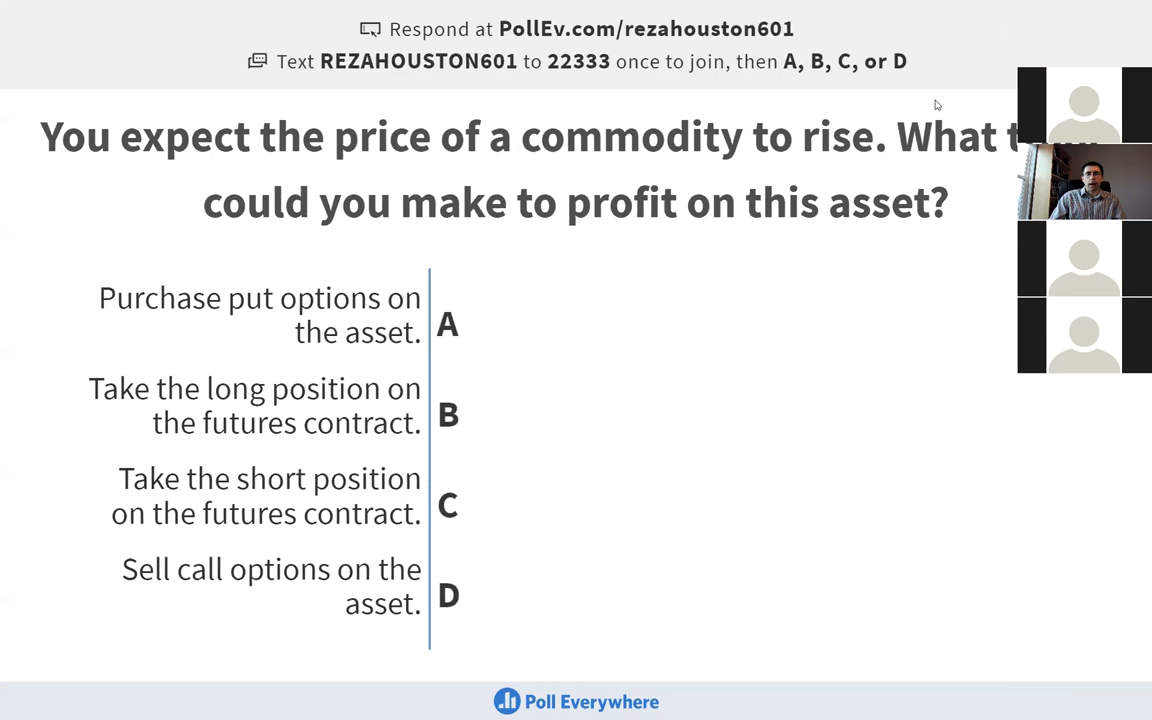 Respond at PollEv.com/rezahouston601
Text REZAHOUSTON601 to 22333 once to join, then A, B, C, or D
You expect the price of a commodity to rise. What
could you make to profit on this asset?
Purchase put options on
the asset.
A
Take the long position on
the futures contract.
B
Take the short position
on the futures contract.
C
Sell call options on the
asset.
D
Poll Everywhere